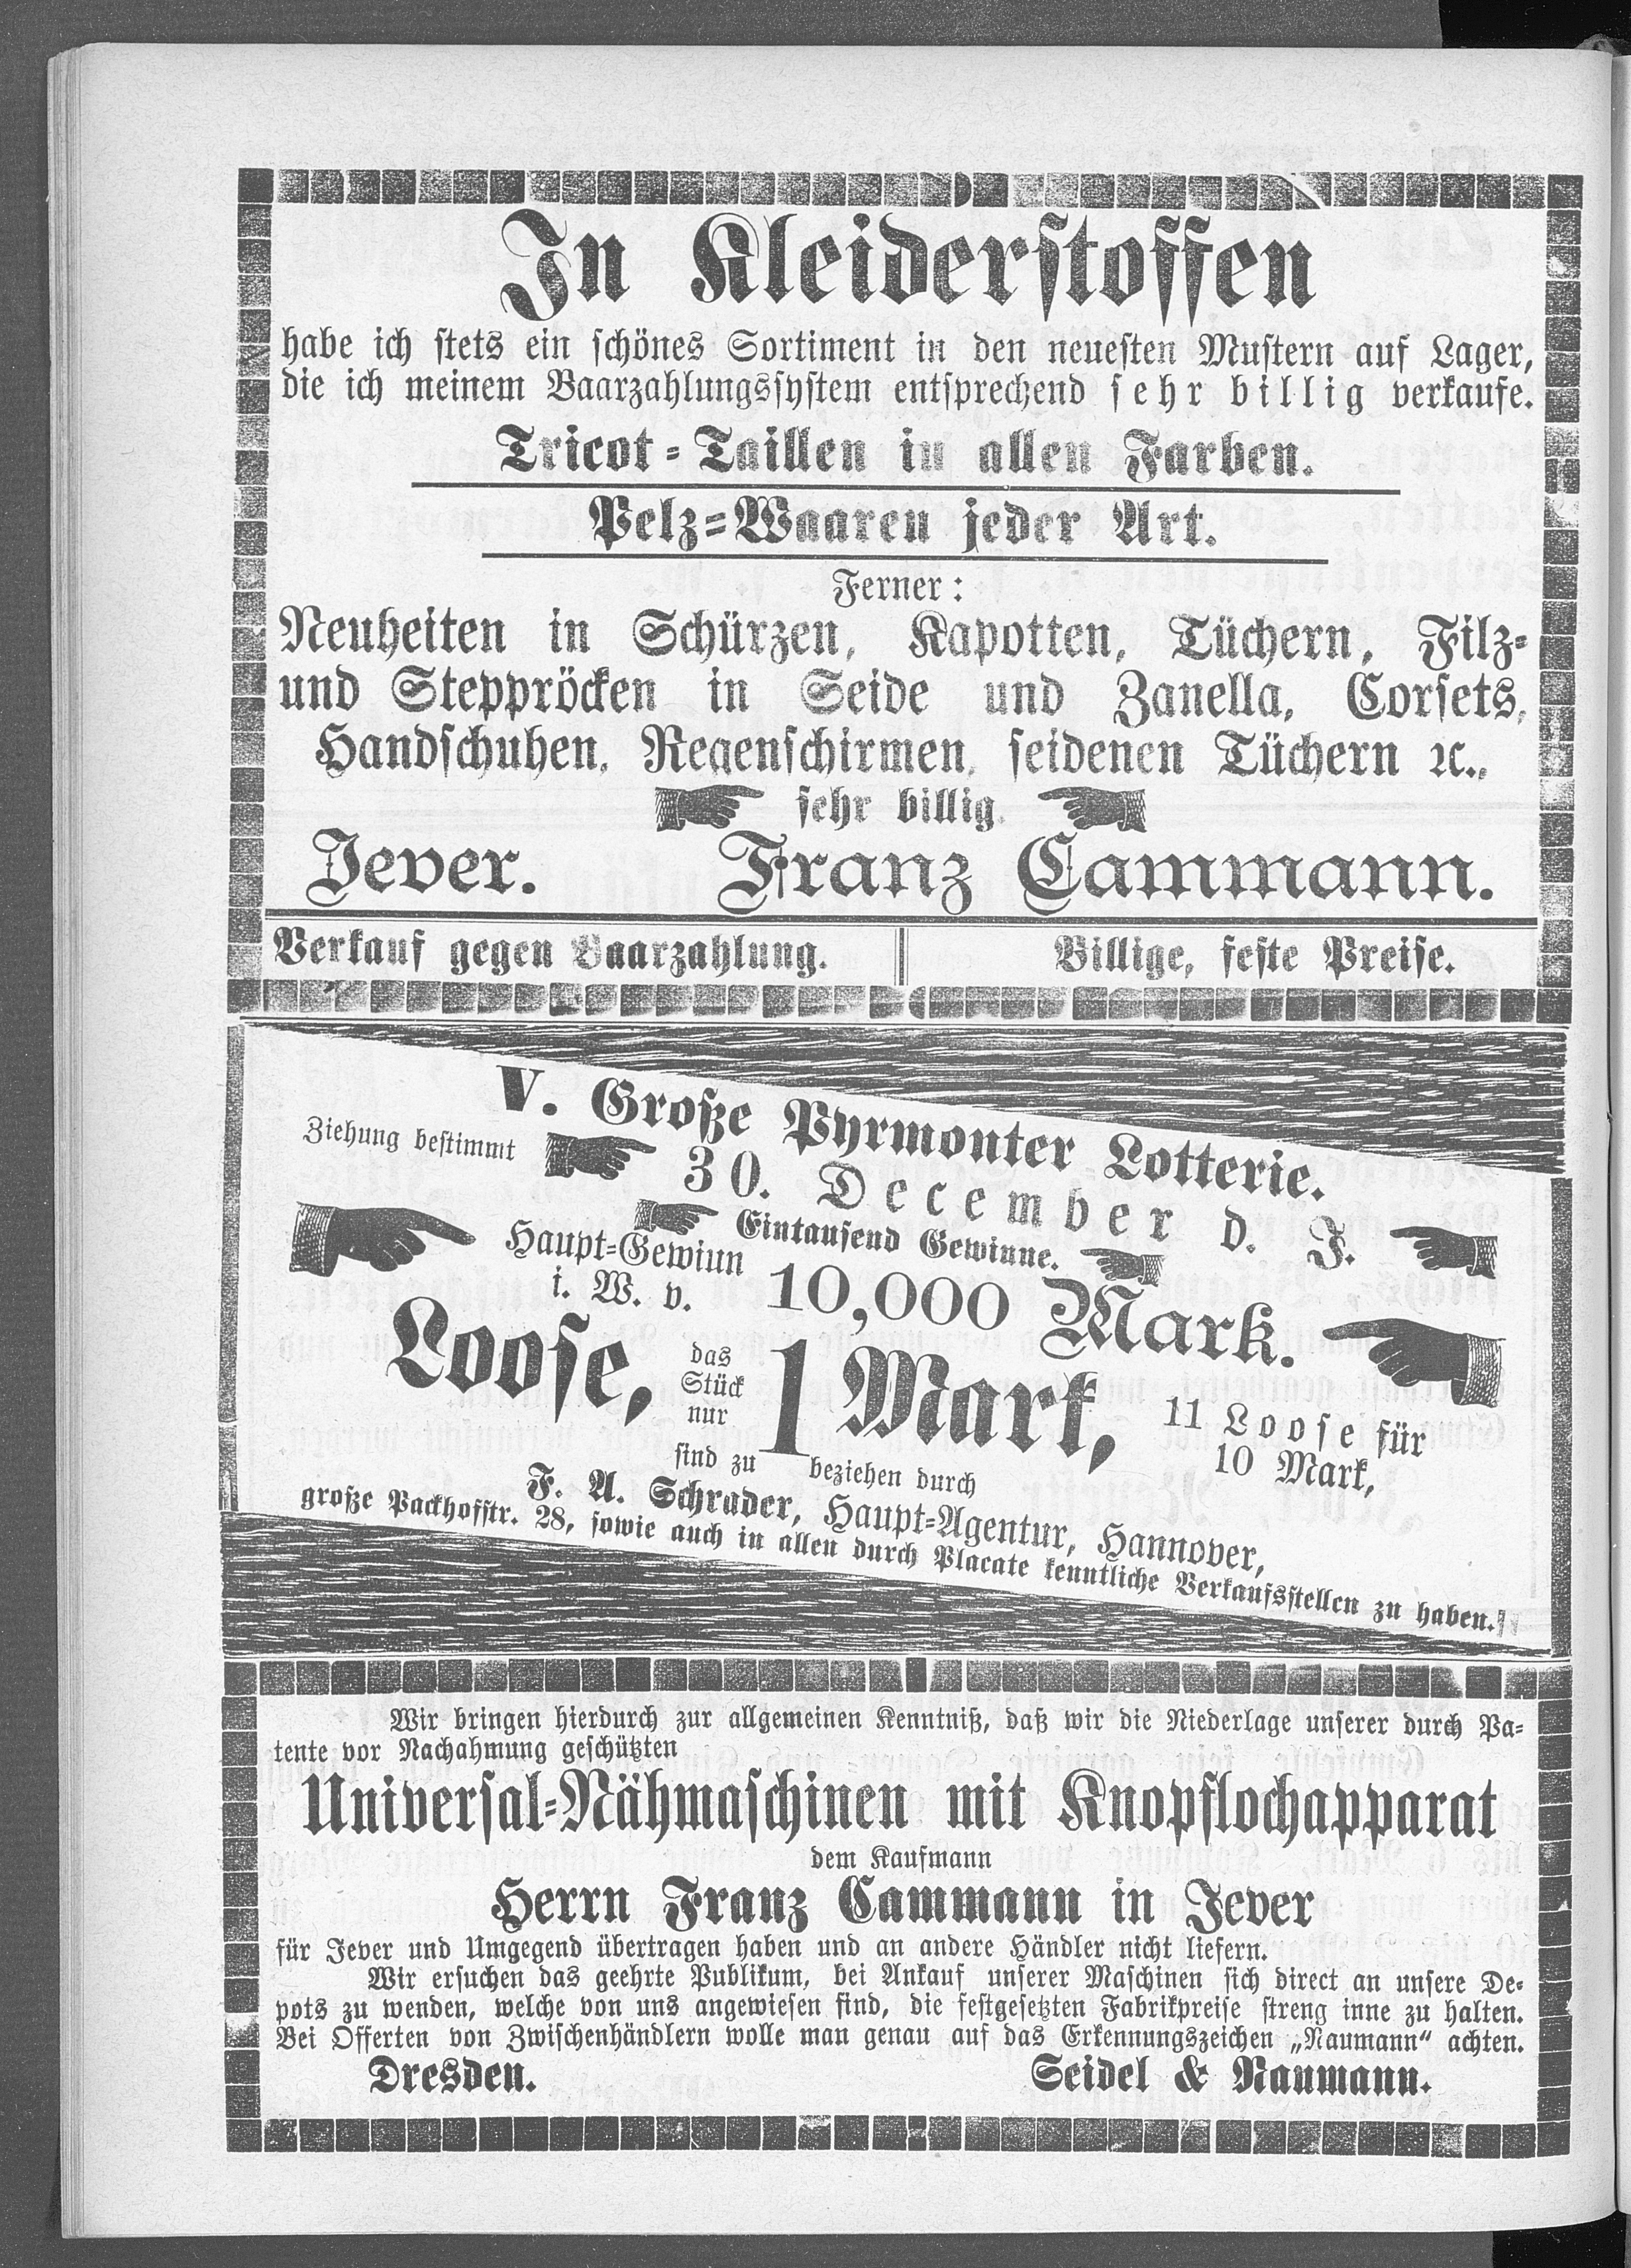 In Kleiderstoffen
habe ich stets ein schönes Sortiment in den neuesten Mustern auf Lager,
die ich meinem Baarzahlungssystem entsprechend sehr billig verkaufe.
Tricot-Taillen in allen Farben.
Pelz-Waaren jeder Art.
Ferner:
Neuheiten in Schürzen, Kapotten, Tüchern, Filz-
und Steppröcken in Seide und Zanella, Corsets,
Handschuhen, Regenschirmen, seidenen Tüchern ꝛc.,
sehr billig.
Jever. Franz Cammann.
Verkauf gegen Baarzahlung. Billige, feste Preise.
V. Große Pyrmonter Lotterie.
Ziehung bestimmt 30. December d. J.
Eintausend Gewinne.
Haupt-Gewinn
i. W. v. 10,000 Mark.
Loose, das Stück nur 1 Mark, 11 Loose für
10 Mark,
sind zu beziehen durch
F. A. Schrader, Haupt-Agentur, Hannover,
große Packhofstr. 28, sowie auch in allen durch Placate kenntliche Verkaufsstellen zu haben.
Wir bringen hierdurch zur allgemeinen Kenntniß, daß wir die Niederlage unserer durch Pa-
tente vor Nachahmung geschützten
Universal-Nähmaschinen mit Knopflochapparat
dem Kaufmann
Herrn Franz Cammann in Jever
für Jever und Umgegend übertragen haben und an andere Händler nicht liefern.
Wir ersuchen das geehrte Publikum, bei Ankauf unserer Maschinen sich direct an unsere De-
pots zu wenden, welche von uns angewiesen sind, die festgesetzten Fabrikpreise streng inne zu halten.
Bei Offerten von Zwischenhändlern wolle man genau auf das Erkennungszeichen „Naumann“ achten.
Dresden. Seidel & Naumann.